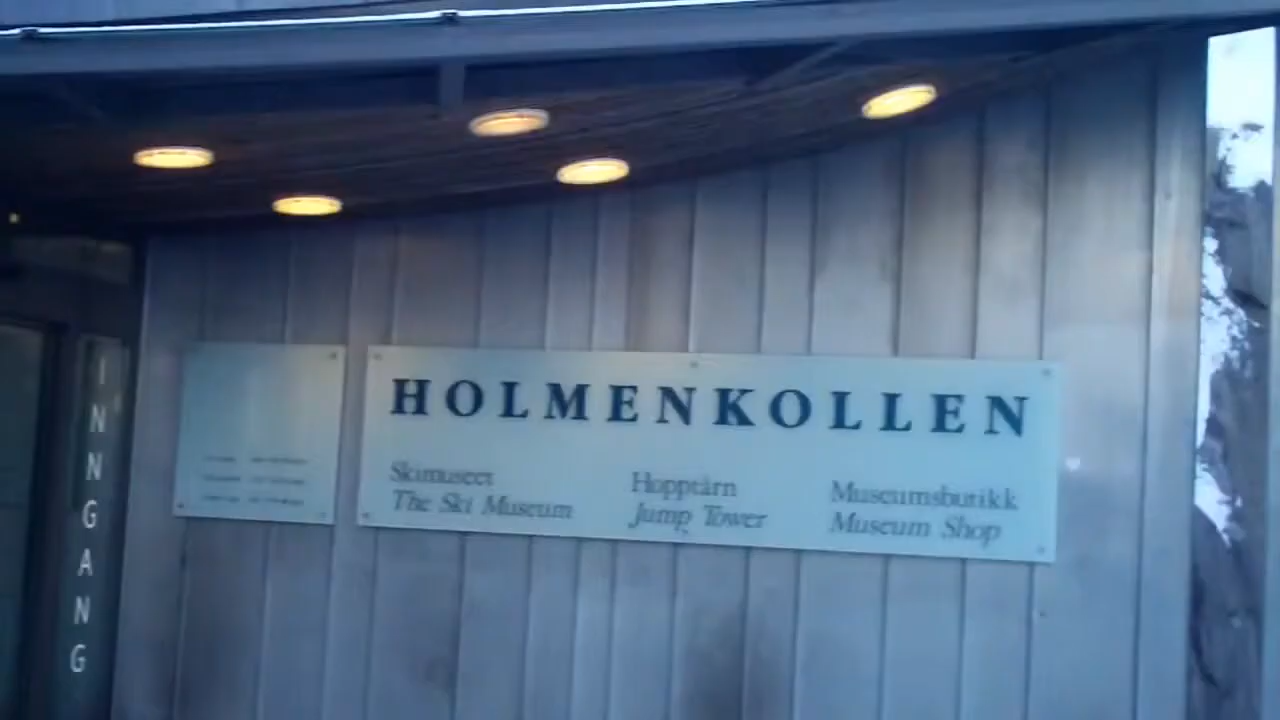 INNGANG
HOLMENKOLLEN
Skimuseet
The Ski Museum
Hopptårn
Jump Tower
Museumsbutikk
Museum Shop